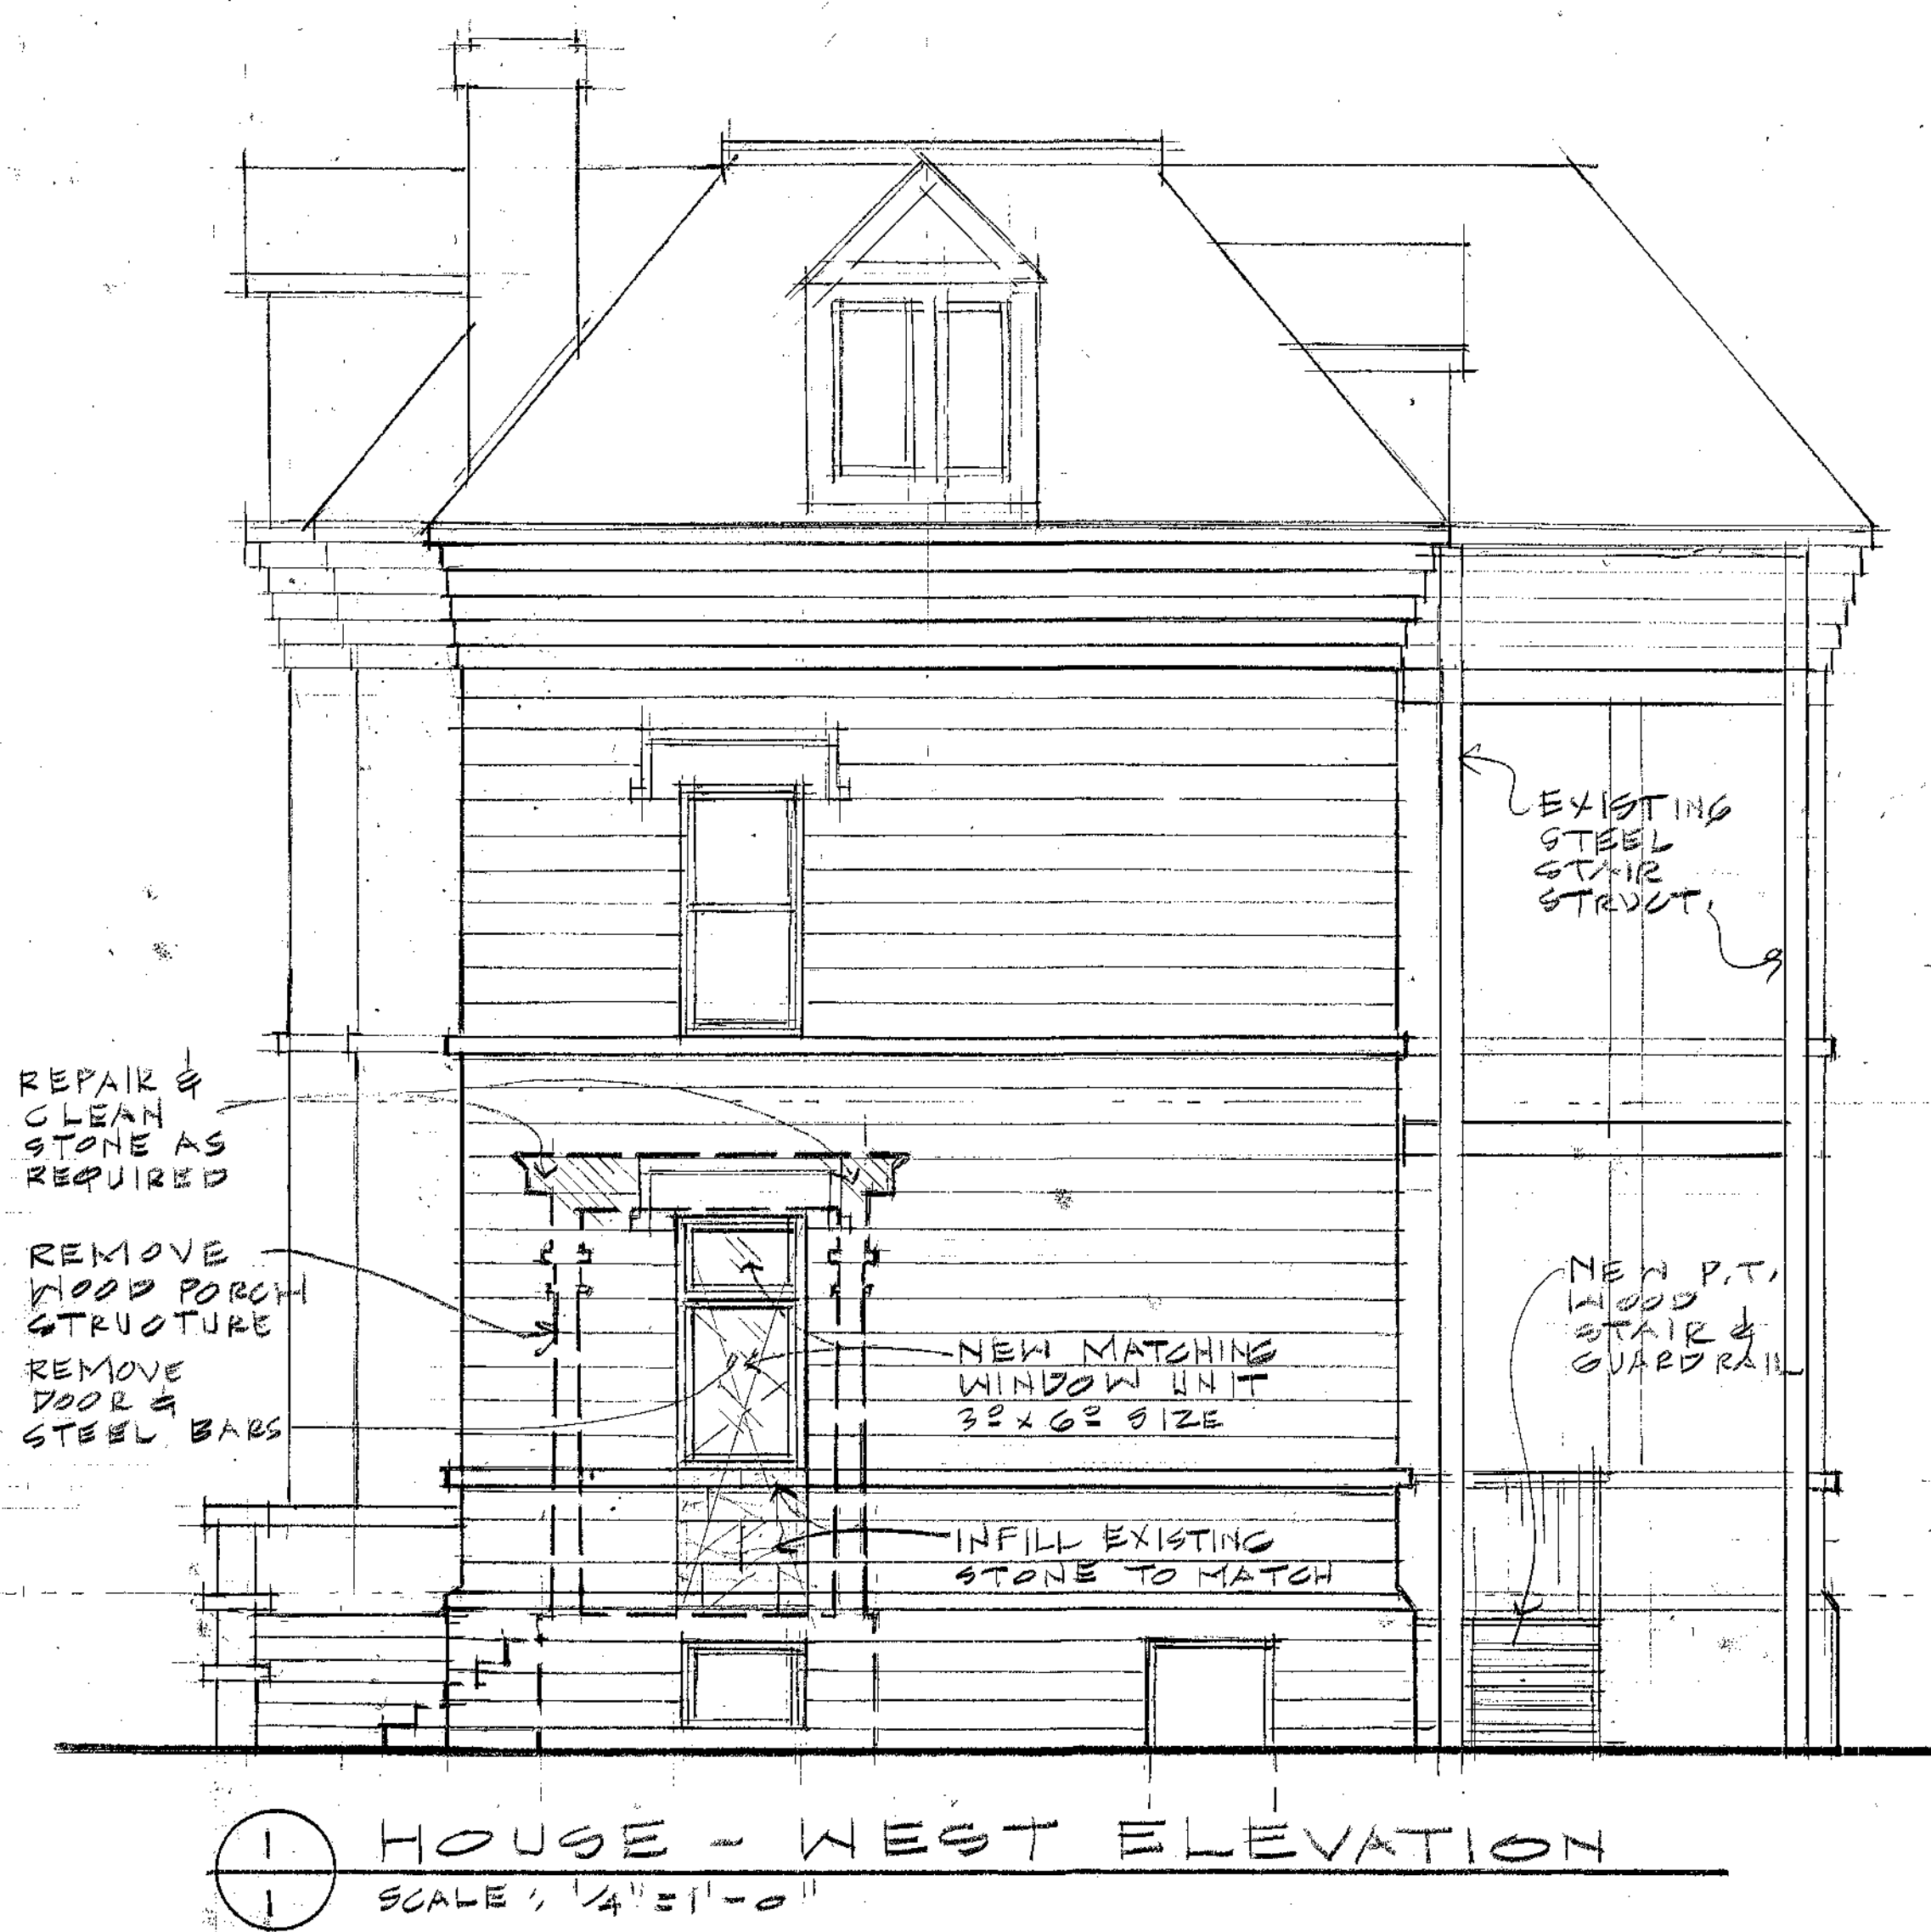 EXISTING
STEEL
STAIR
STRUCT.
REPAIR &
CLEAN
STONE AS
REQUIRED
REMOVE
WOOD PORCH
STRUCTURE
REMOVE
DOOR &
STEEL BARS
NEW MATCHING
WINDOW UNIT
3º x 6º SIZE
NEW P.T.
WOOD
STAIR &
GUARDRAIL
INFILL EXISTING
STONE TO MATCH
1
1
HOUSE - WEST ELEVATION
SCALE: 1/4" = 1'-0"